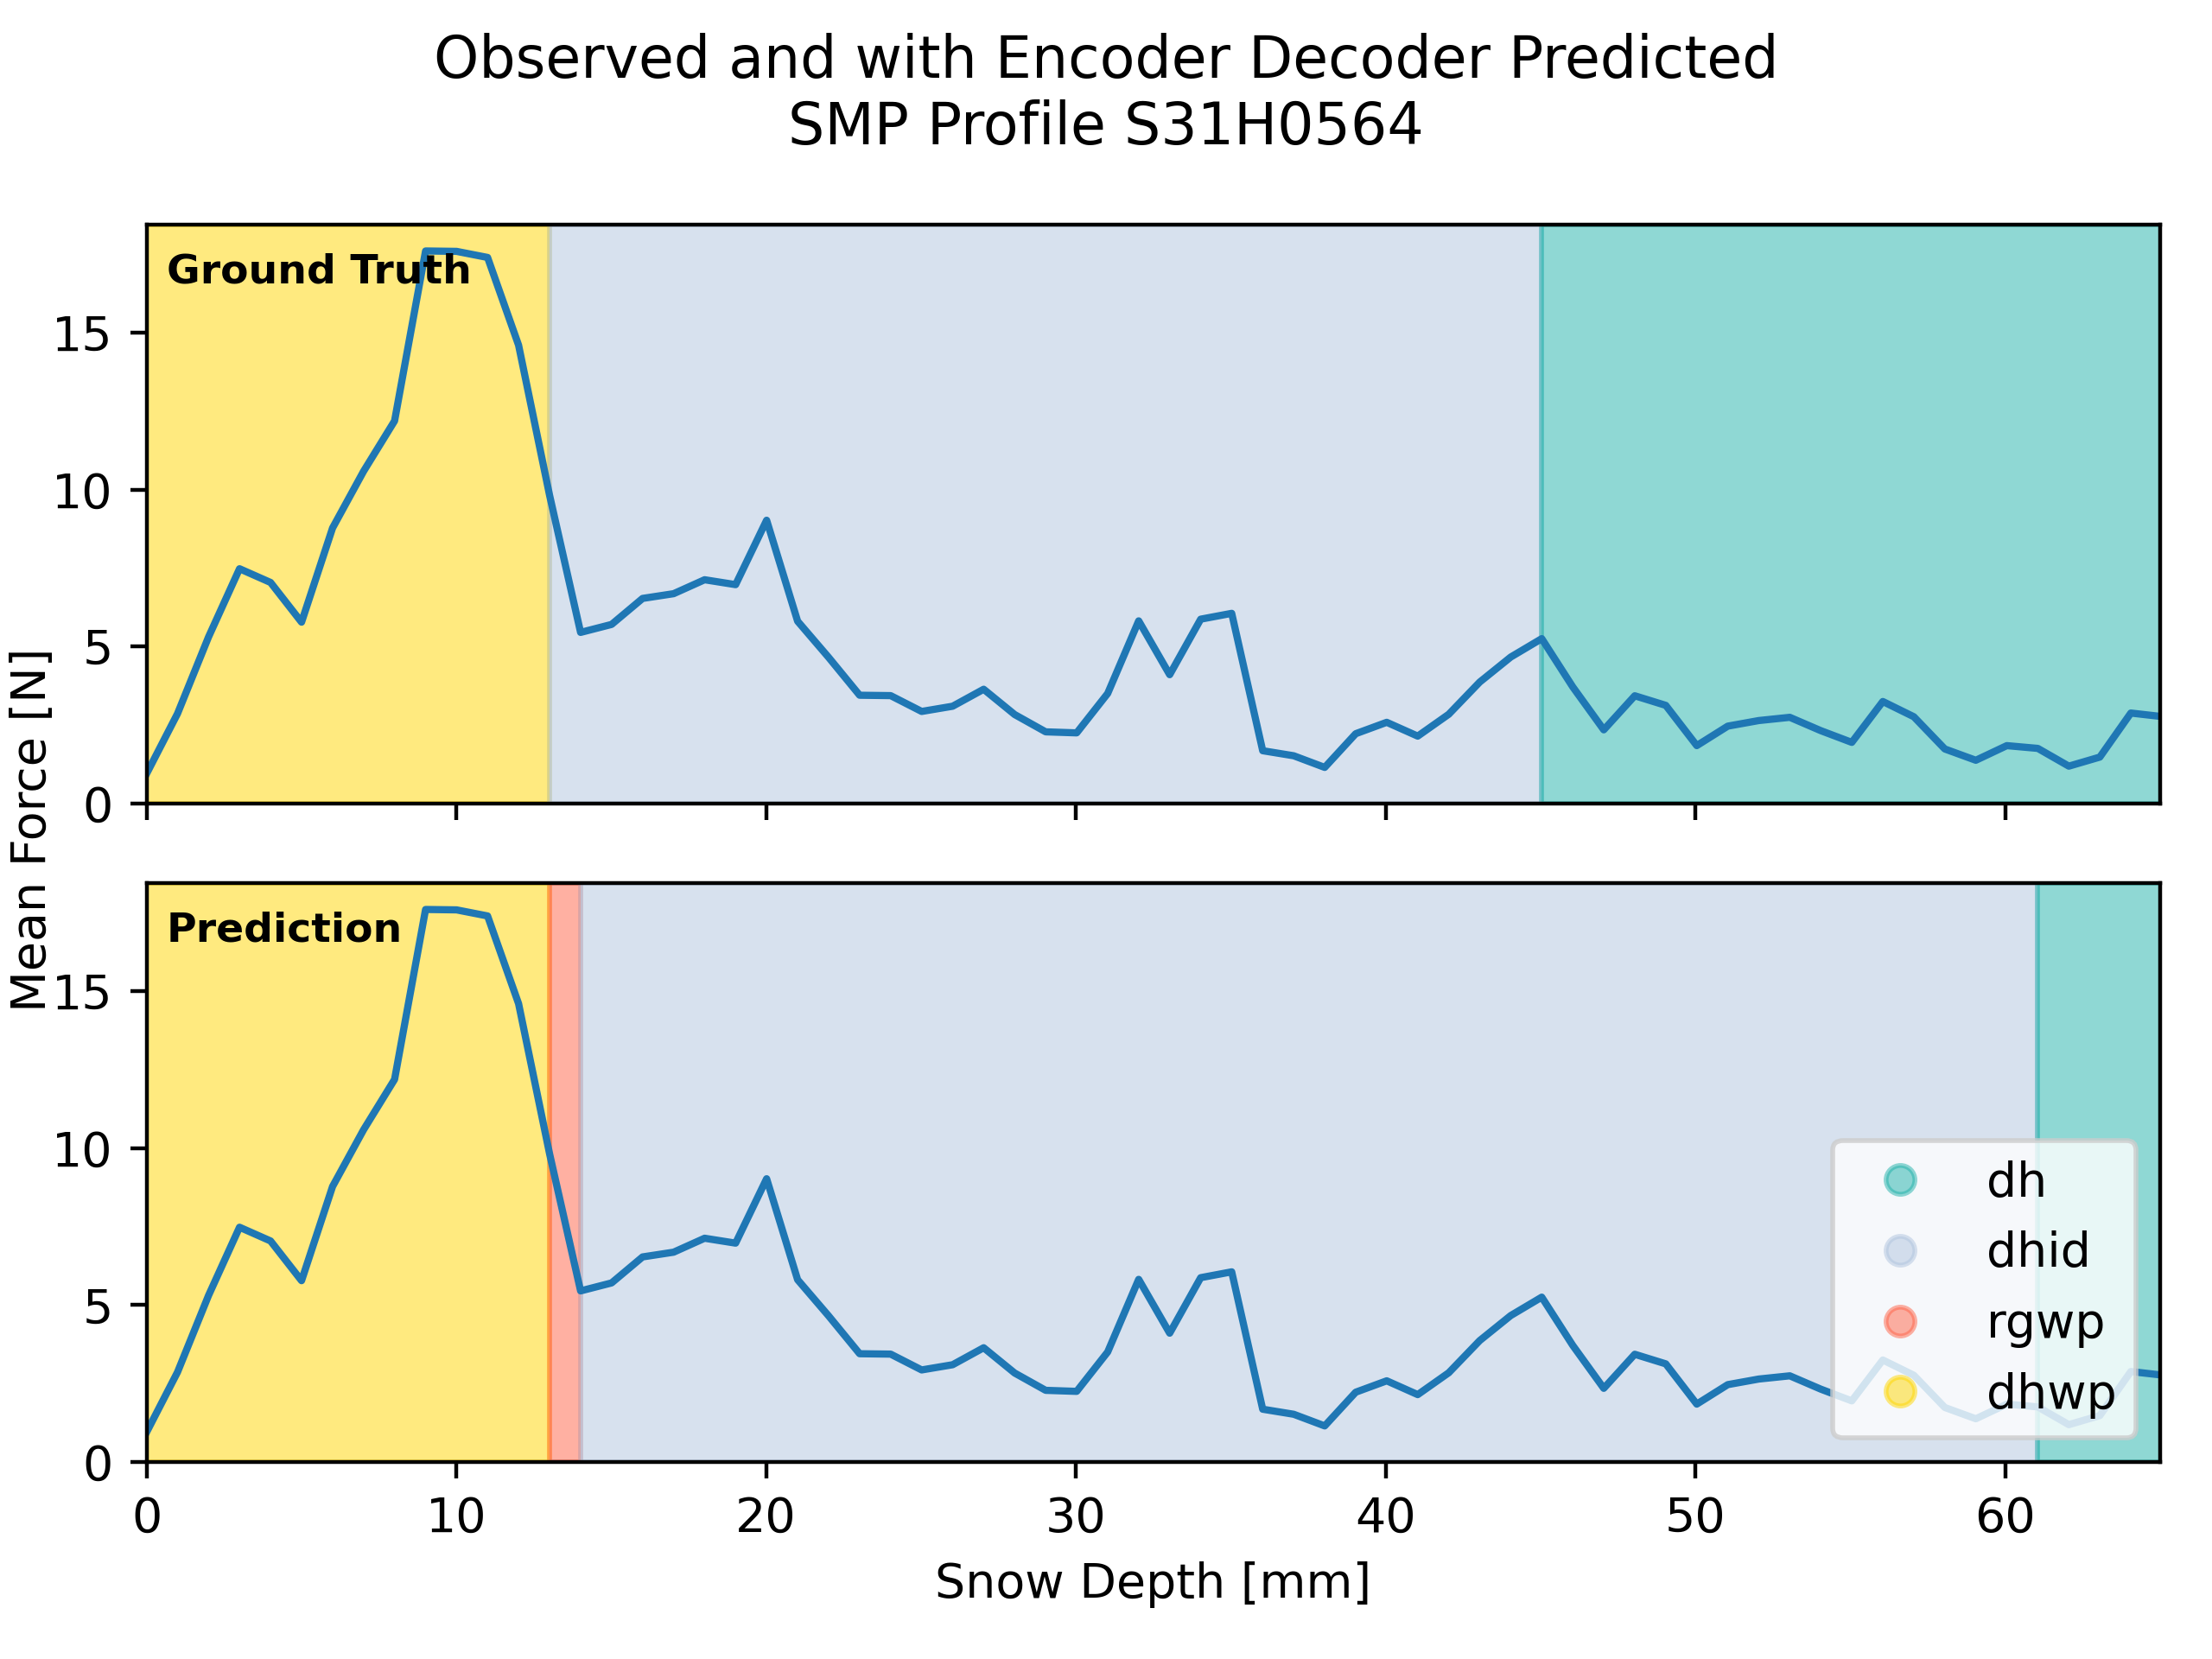 Observed and with Encoder Decoder Predicted
SMP Profile S31H0564
Ground Truth
15
10
5
0
Mean Force [N]
Prediction
15
10
5
0
dh
dhid
rgwp
dhwp
0 10 20 30 40 50 60
Snow Depth [mm]